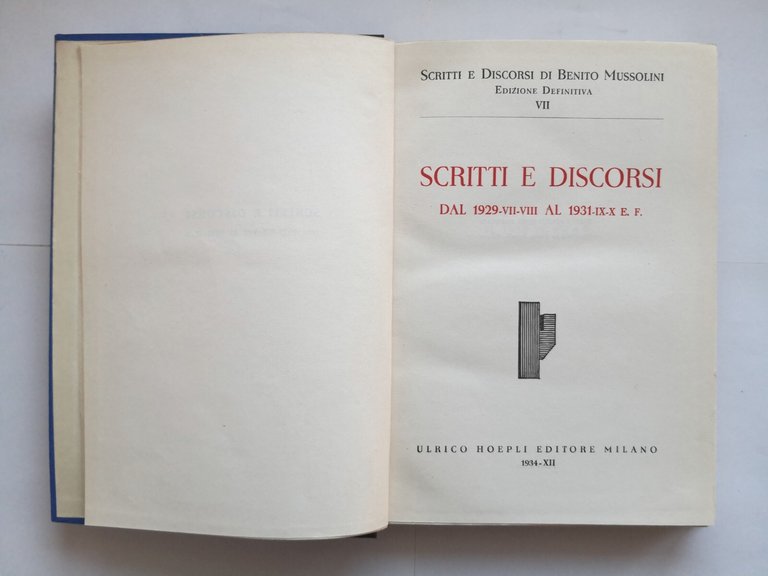 SCRITTI E DISCORSI DI BENITO MUSSOLINI
EDIZIONE DEFINITIVA
VII
SCRITTI E DISCORSI
DAL 1929-VII-VIII AL 1931-IX-X E. F.
ULRICO HOEPLI EDITORE MILANO
1934-XII